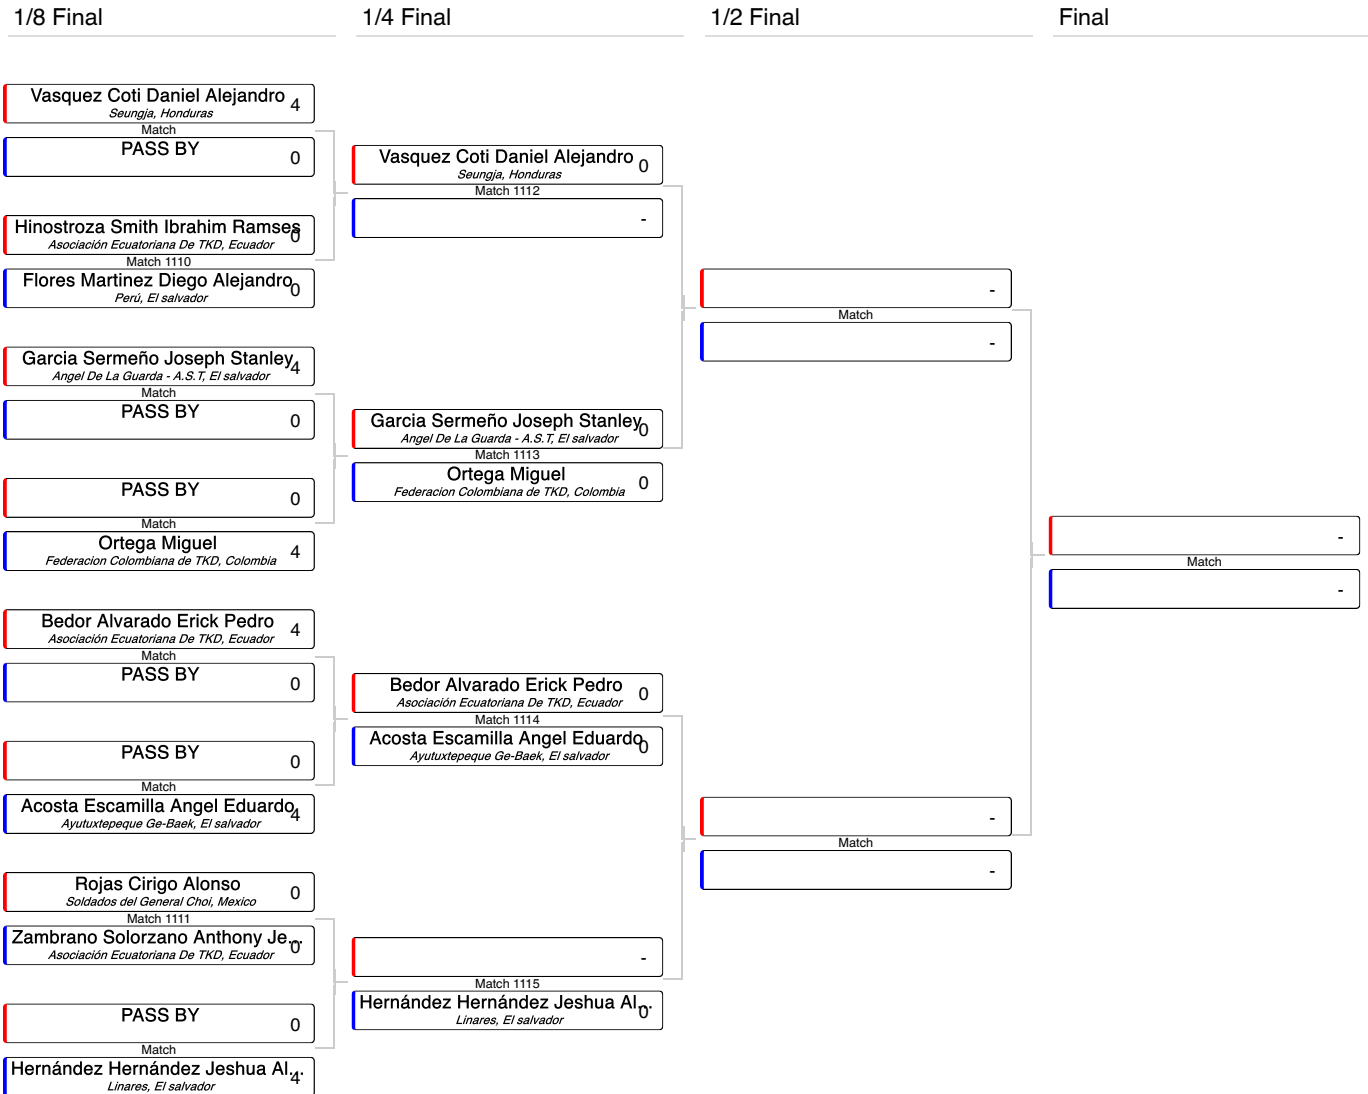 1/8 Final
1/4 Final
1/2 Final
Final
Vasquez Coti Daniel Alejandro 4
Seungja, Honduras
Match
PASS BY 0
Hinostroza Smith Ibrahim Ramses 0
Asociación Ecuatoriana De TKD, Ecuador
Match 1110
Flores Martinez Diego Alejandro 0
Perú, El salvador
Garcia Sermeño Joseph Stanley 4
Angel De La Guarda - A.S.T, El salvador
Match
PASS BY 0
PASS BY 0
Match
Ortega Miguel 4
Federacion Colombiana de TKD, Colombia
Bedor Alvarado Erick Pedro 4
Asociación Ecuatoriana De TKD, Ecuador
Match
PASS BY 0
PASS BY 0
Match
Acosta Escamilla Angel Eduardo 4
Ayutuxtepeque Ge-Baek, El salvador
Rojas Cirigo Alonso 0
Soldados del General Choi, Mexico
Match 1111
Zambrano Solorzano Anthony Je... 0
Asociación Ecuatoriana De TKD, Ecuador
PASS BY 0
Match
Hernández Hernández Jeshua Al... 4
Linares, El salvador
Vasquez Coti Daniel Alejandro 0
Seungja, Honduras
Match 1112
-
Garcia Sermeño Joseph Stanley 0
Angel De La Guarda - A.S.T, El salvador
Match 1113
Ortega Miguel 0
Federacion Colombiana de TKD, Colombia
Bedor Alvarado Erick Pedro 0
Asociación Ecuatoriana De TKD, Ecuador
Match 1114
Acosta Escamilla Angel Eduardo 0
Ayutuxtepeque Ge-Baek, El salvador
-
Match 1115
Hernández Hernández Jeshua Al... 0
Linares, El salvador
-
Match
-
-
Match
-
-
Match
-